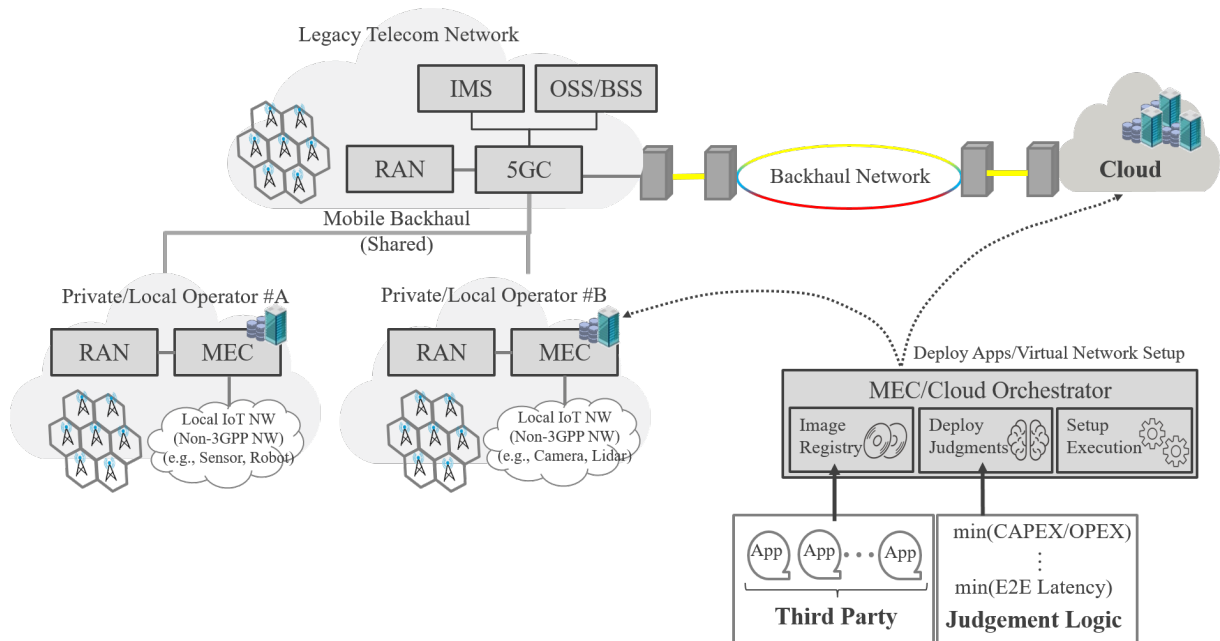 Legacy Telecom Network
IMS
OSS/BSS
RAN
5GC
Backhaul Network
Cloud
Mobile Backhaul
(Shared)
Private/Local Operator #A
RAN
MEC
Local IoT NW
(Non-3GPP NW)
(e.g., Sensor, Robot)
Private/Local Operator #B
RAN
MEC
Local IoT NW
(Non-3GPP NW)
(e.g., Camera, Lidar)
Deploy Apps/Virtual Network Setup
MEC/Cloud Orchestrator
Image
Registry
Deploy
Judgments
Setup
Execution
App
App
App
Third Party
min(CAPEX/OPEX)
⋮
min(E2E Latency)
Judgement Logic